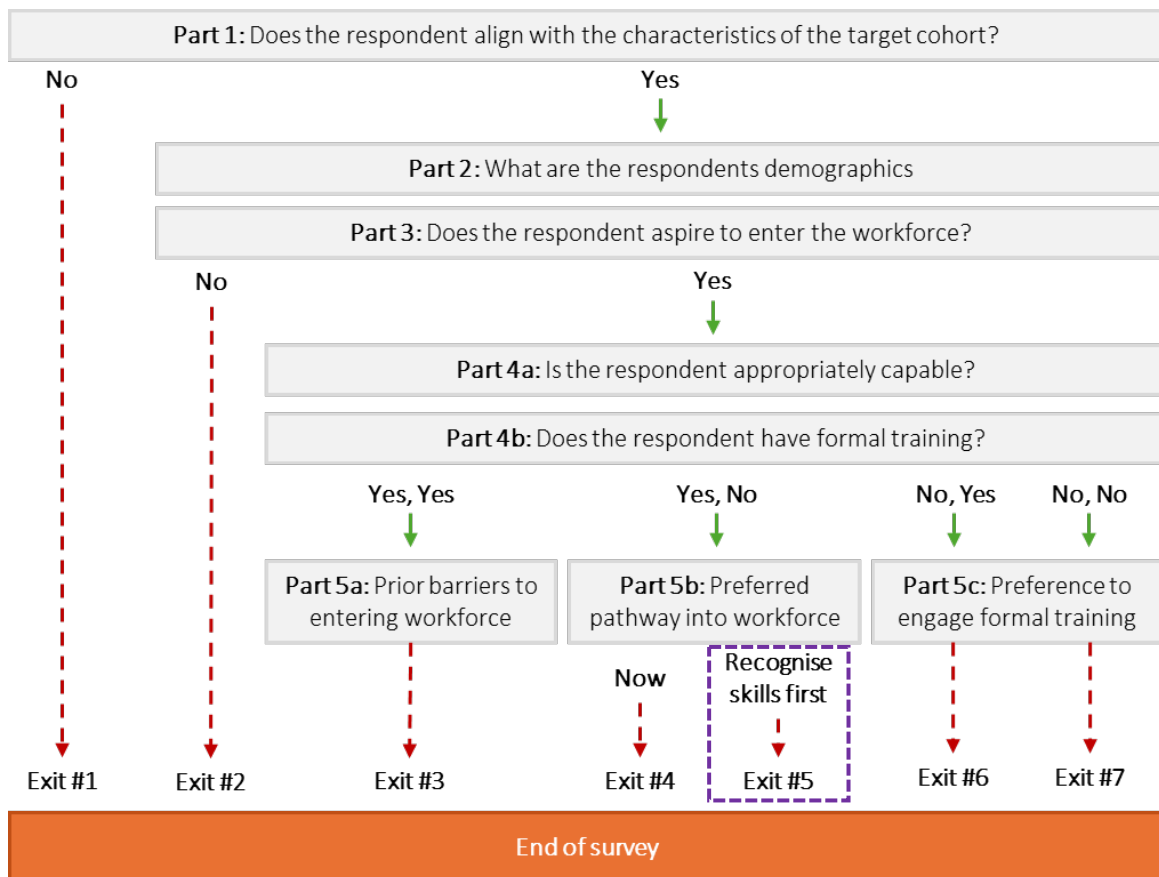 Part 1: Does the respondent align with the characteristics of the target cohort?
No
Yes
Part 2: What are the respondents demographics
Part 3: Does the respondent aspire to enter the workforce?
No
Yes
Part 4a: Is the respondent appropriately capable?
Part 4b: Does the respondent have formal training?
Yes, Yes
Yes, No
No, Yes
No, No
Part 5a: Prior barriers to
entering workforce
Part 5b: Preferred
pathway into workforce
Part 5c: Preference to
engage formal training
Now
Recognise
skills first
Exit #1
Exit #2
Exit #3
Exit #4
Exit #5
Exit #6
Exit #7
End of survey